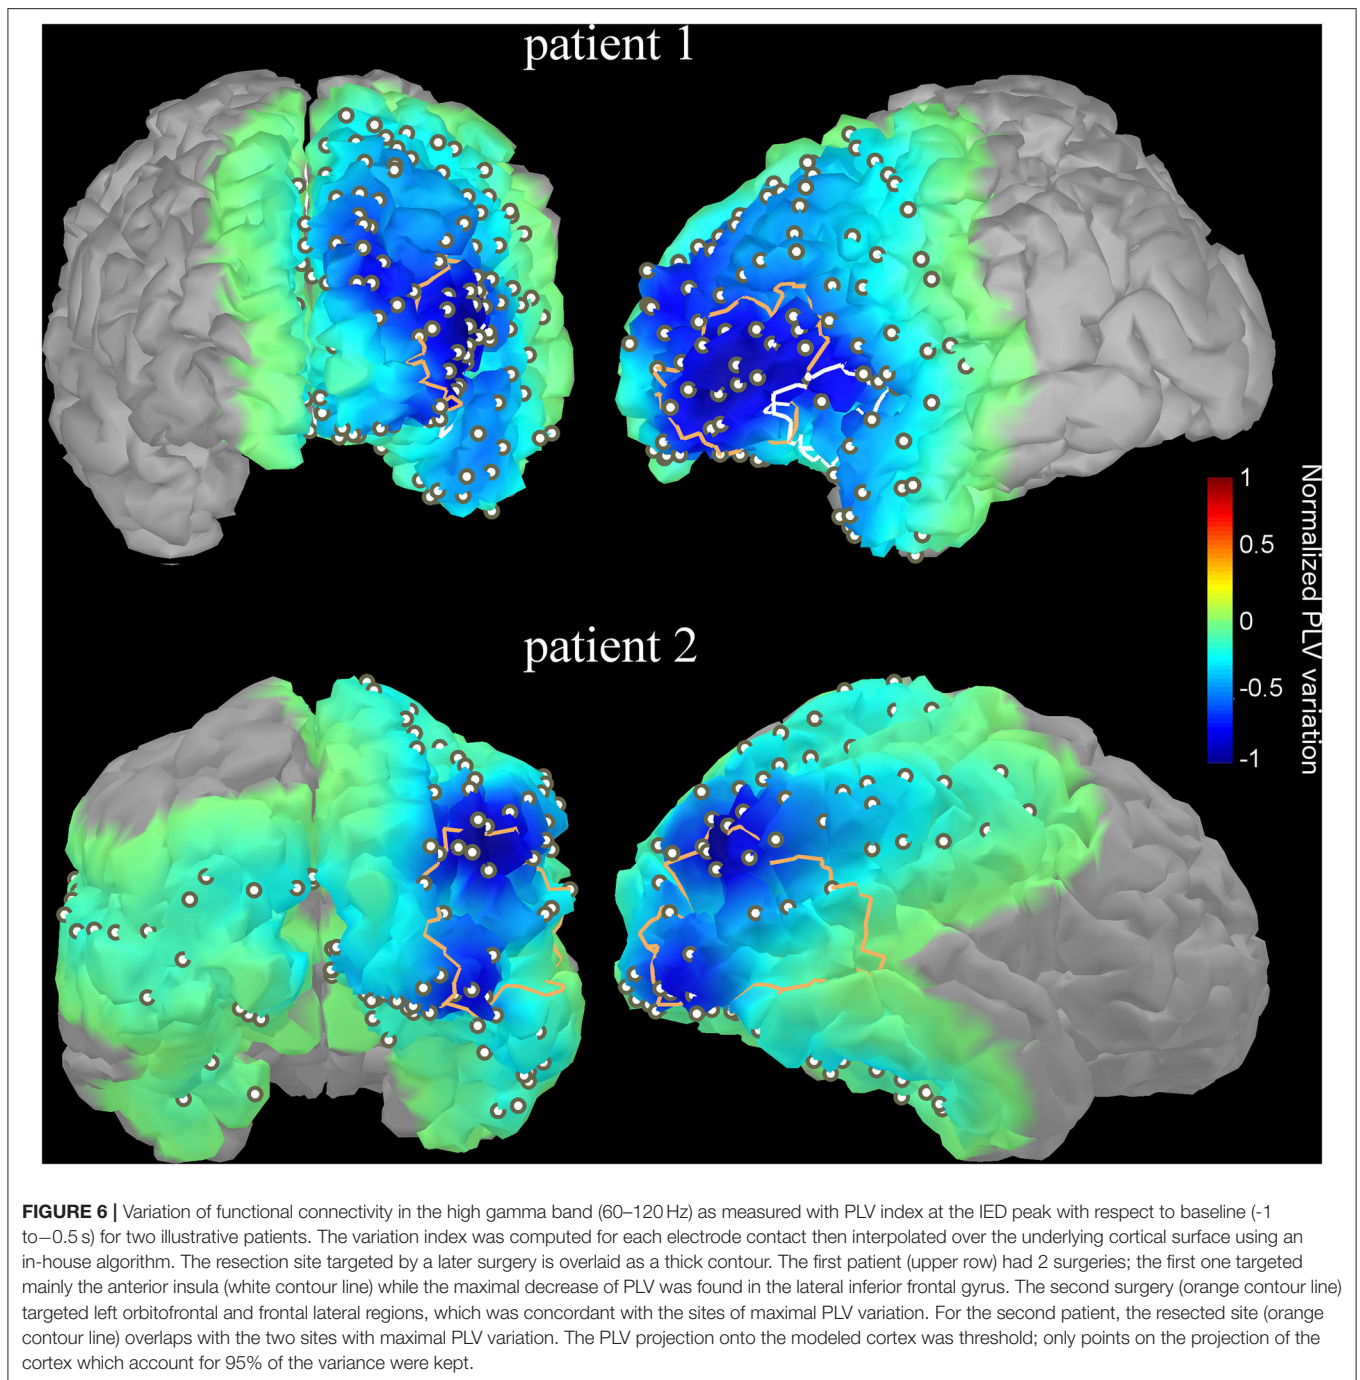 patient 1
1
0.5
0
-0.5
-1
Normalized PLV variation
patient 2
FIGURE 6 | Variation of functional connectivity in the high gamma band (60–120 Hz) as measured with PLV index at the IED peak with respect to baseline (-1
to−0.5 s) for two illustrative patients. The variation index was computed for each electrode contact then interpolated over the underlying cortical surface using an
in-house algorithm. The resection site targeted by a later surgery is overlaid as a thick contour. The first patient (upper row) had 2 surgeries; the first one targeted
mainly the anterior insula (white contour line) while the maximal decrease of PLV was found in the lateral inferior frontal gyrus. The second surgery (orange contour line)
targeted left orbitofrontal and frontal lateral regions, which was concordant with the sites of maximal PLV variation. For the second patient, the resected site (orange
contour line) overlaps with the two sites with maximal PLV variation. The PLV projection onto the modeled cortex was threshold; only points on the projection of the
cortex which account for 95% of the variance were kept.